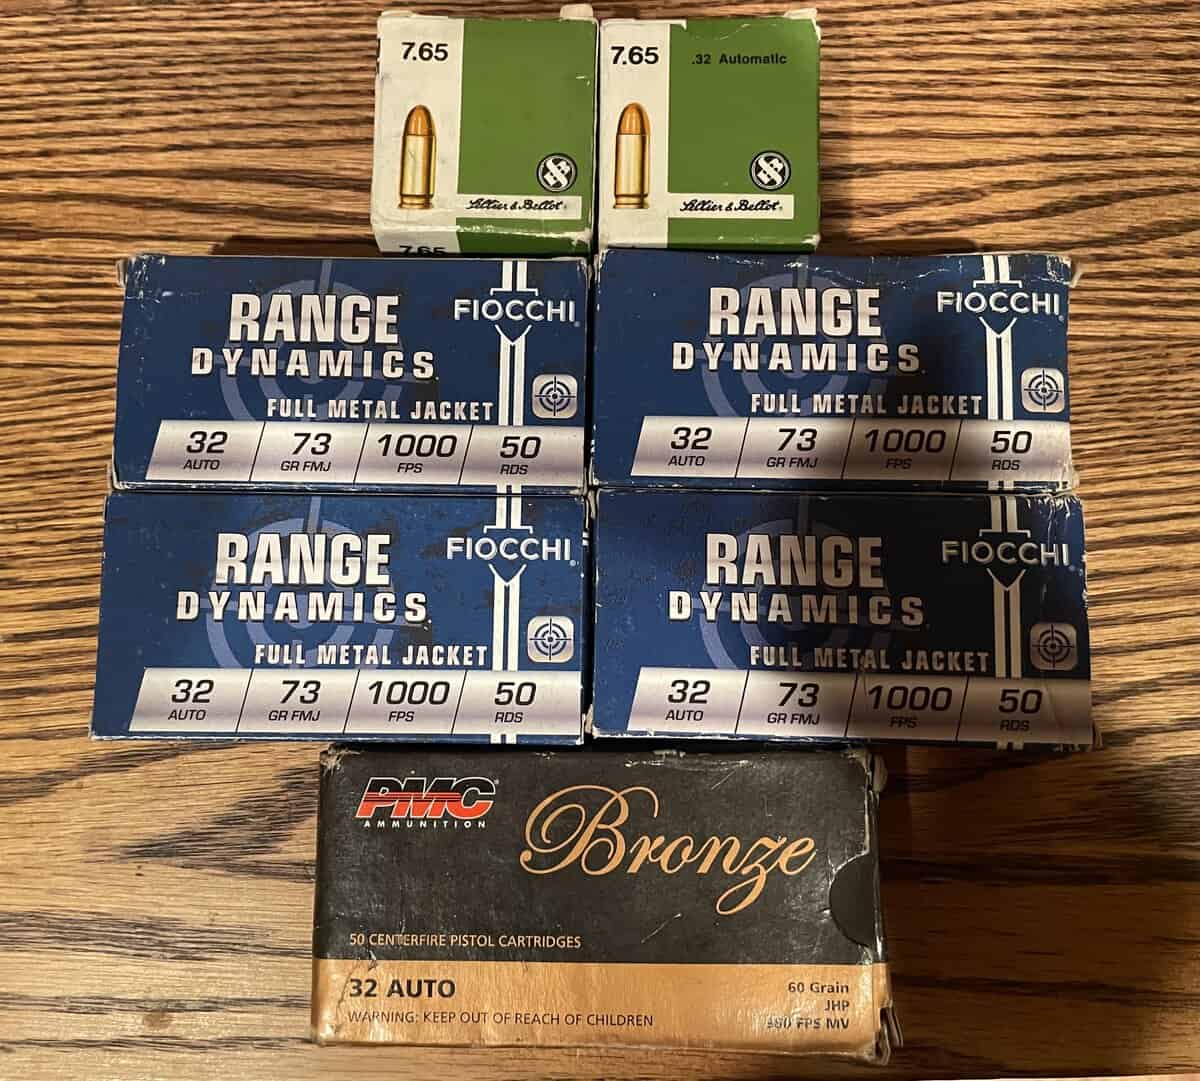 7.65
Sellier & Bellot
7.65
7.65
.32 Automatic
Sellier & Bellot
RANGE
DYNAMICS
FIOCCHI
FULL METAL JACKET
32 73 1000 50
AUTO GR FMJ FPS RDS
RANGE
DYNAMICS
FIOCCHI
FULL METAL JACKET
32 73 1000 50
AUTO GR FMJ FPS RDS
RANGE
DYNAMICS
FIOCCHI
FULL METAL JACKET
32 73 1000 50
AUTO GR FMJ FPS RDS
RANGE
DYNAMICS
FIOCCHI
FULL METAL JACKET
32 73 1000 50
AUTO GR FMJ FPS RDS
PMC
AMMUNITION
Bronze
50 CENTERFIRE PISTOL CARTRIDGES
32 AUTO
WARNING: KEEP OUT OF REACH OF CHILDREN
60 Grain
JHP
FPS MV